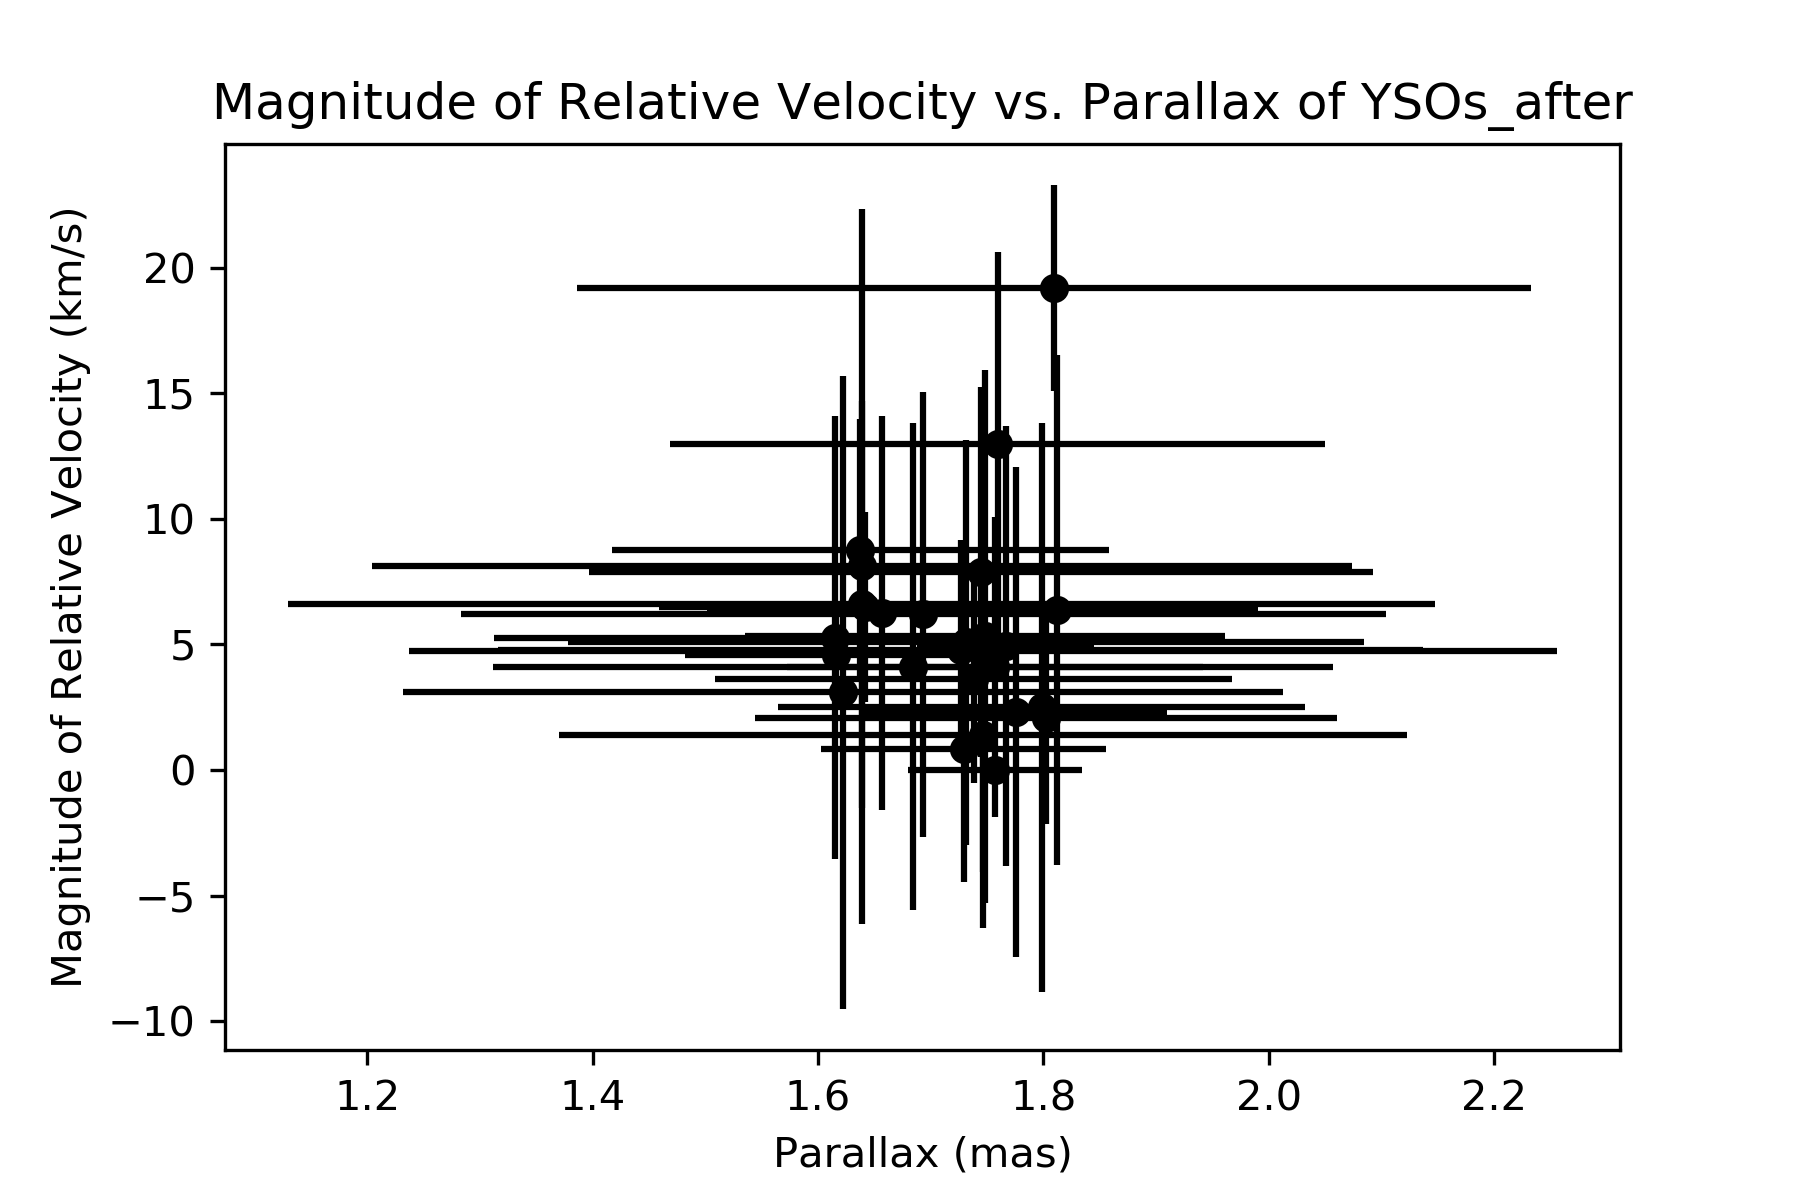 Magnitude of Relative Velocity vs. Parallax of YSOs_after
Magnitude of Relative Velocity (km/s)
20
15
10
5
0
−5
−10
1.2 1.4 1.6 1.8 2.0 2.2
Parallax (mas)